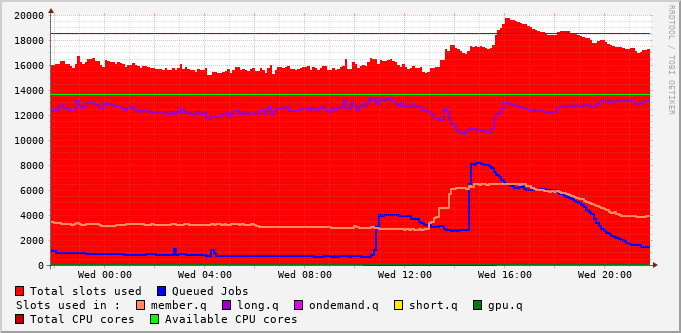 20000
18000
16000
14000
12000
10000
8000
6000
4000
2000
0
Wed 00:00 Wed 04:00 Wed 08:00 Wed 12:00 Wed 16:00 Wed 20:00
RRDTOOL / TOBI OETIKER
Total slots used Queued Jobs
Slots used in : member.q long.q ondemand.q short.q gpu.q
Total CPU cores Available CPU cores